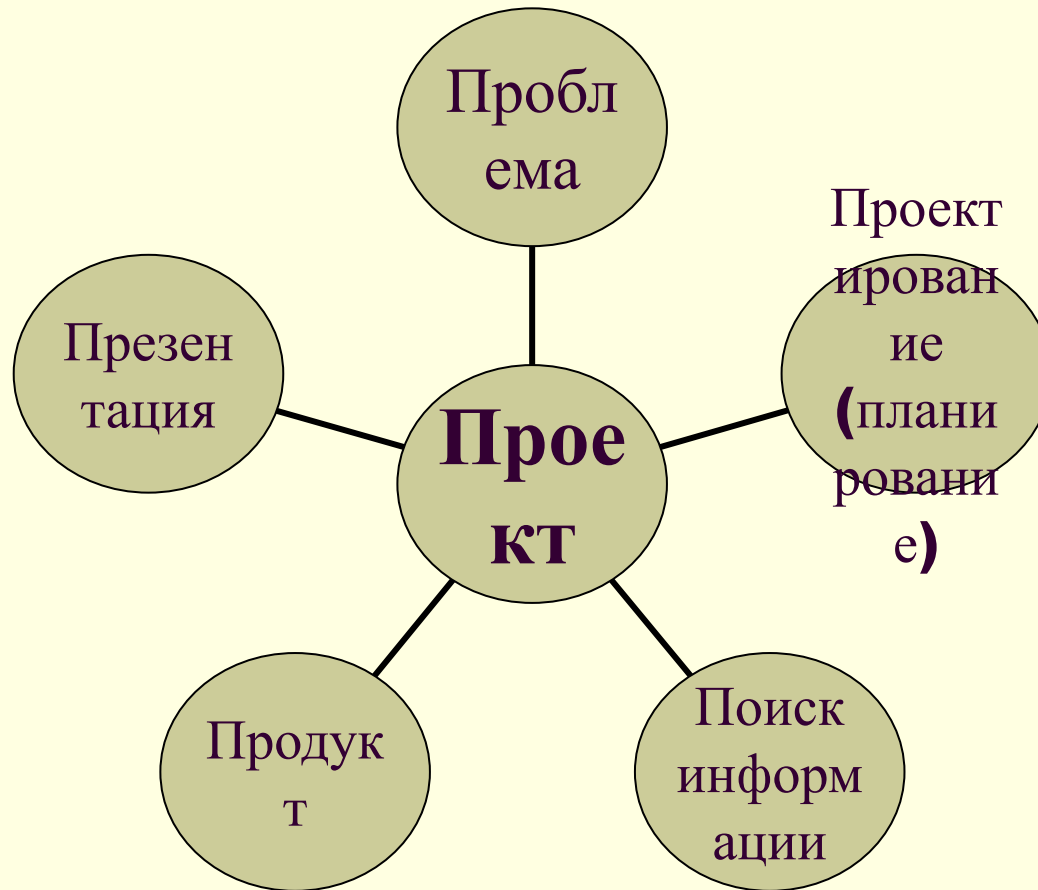 Пробл
ема
Проект
ирован
ие
(плани
ровани
е)
Презен
тация
Прое
кт
Поиск
информ
ации
Продук
т